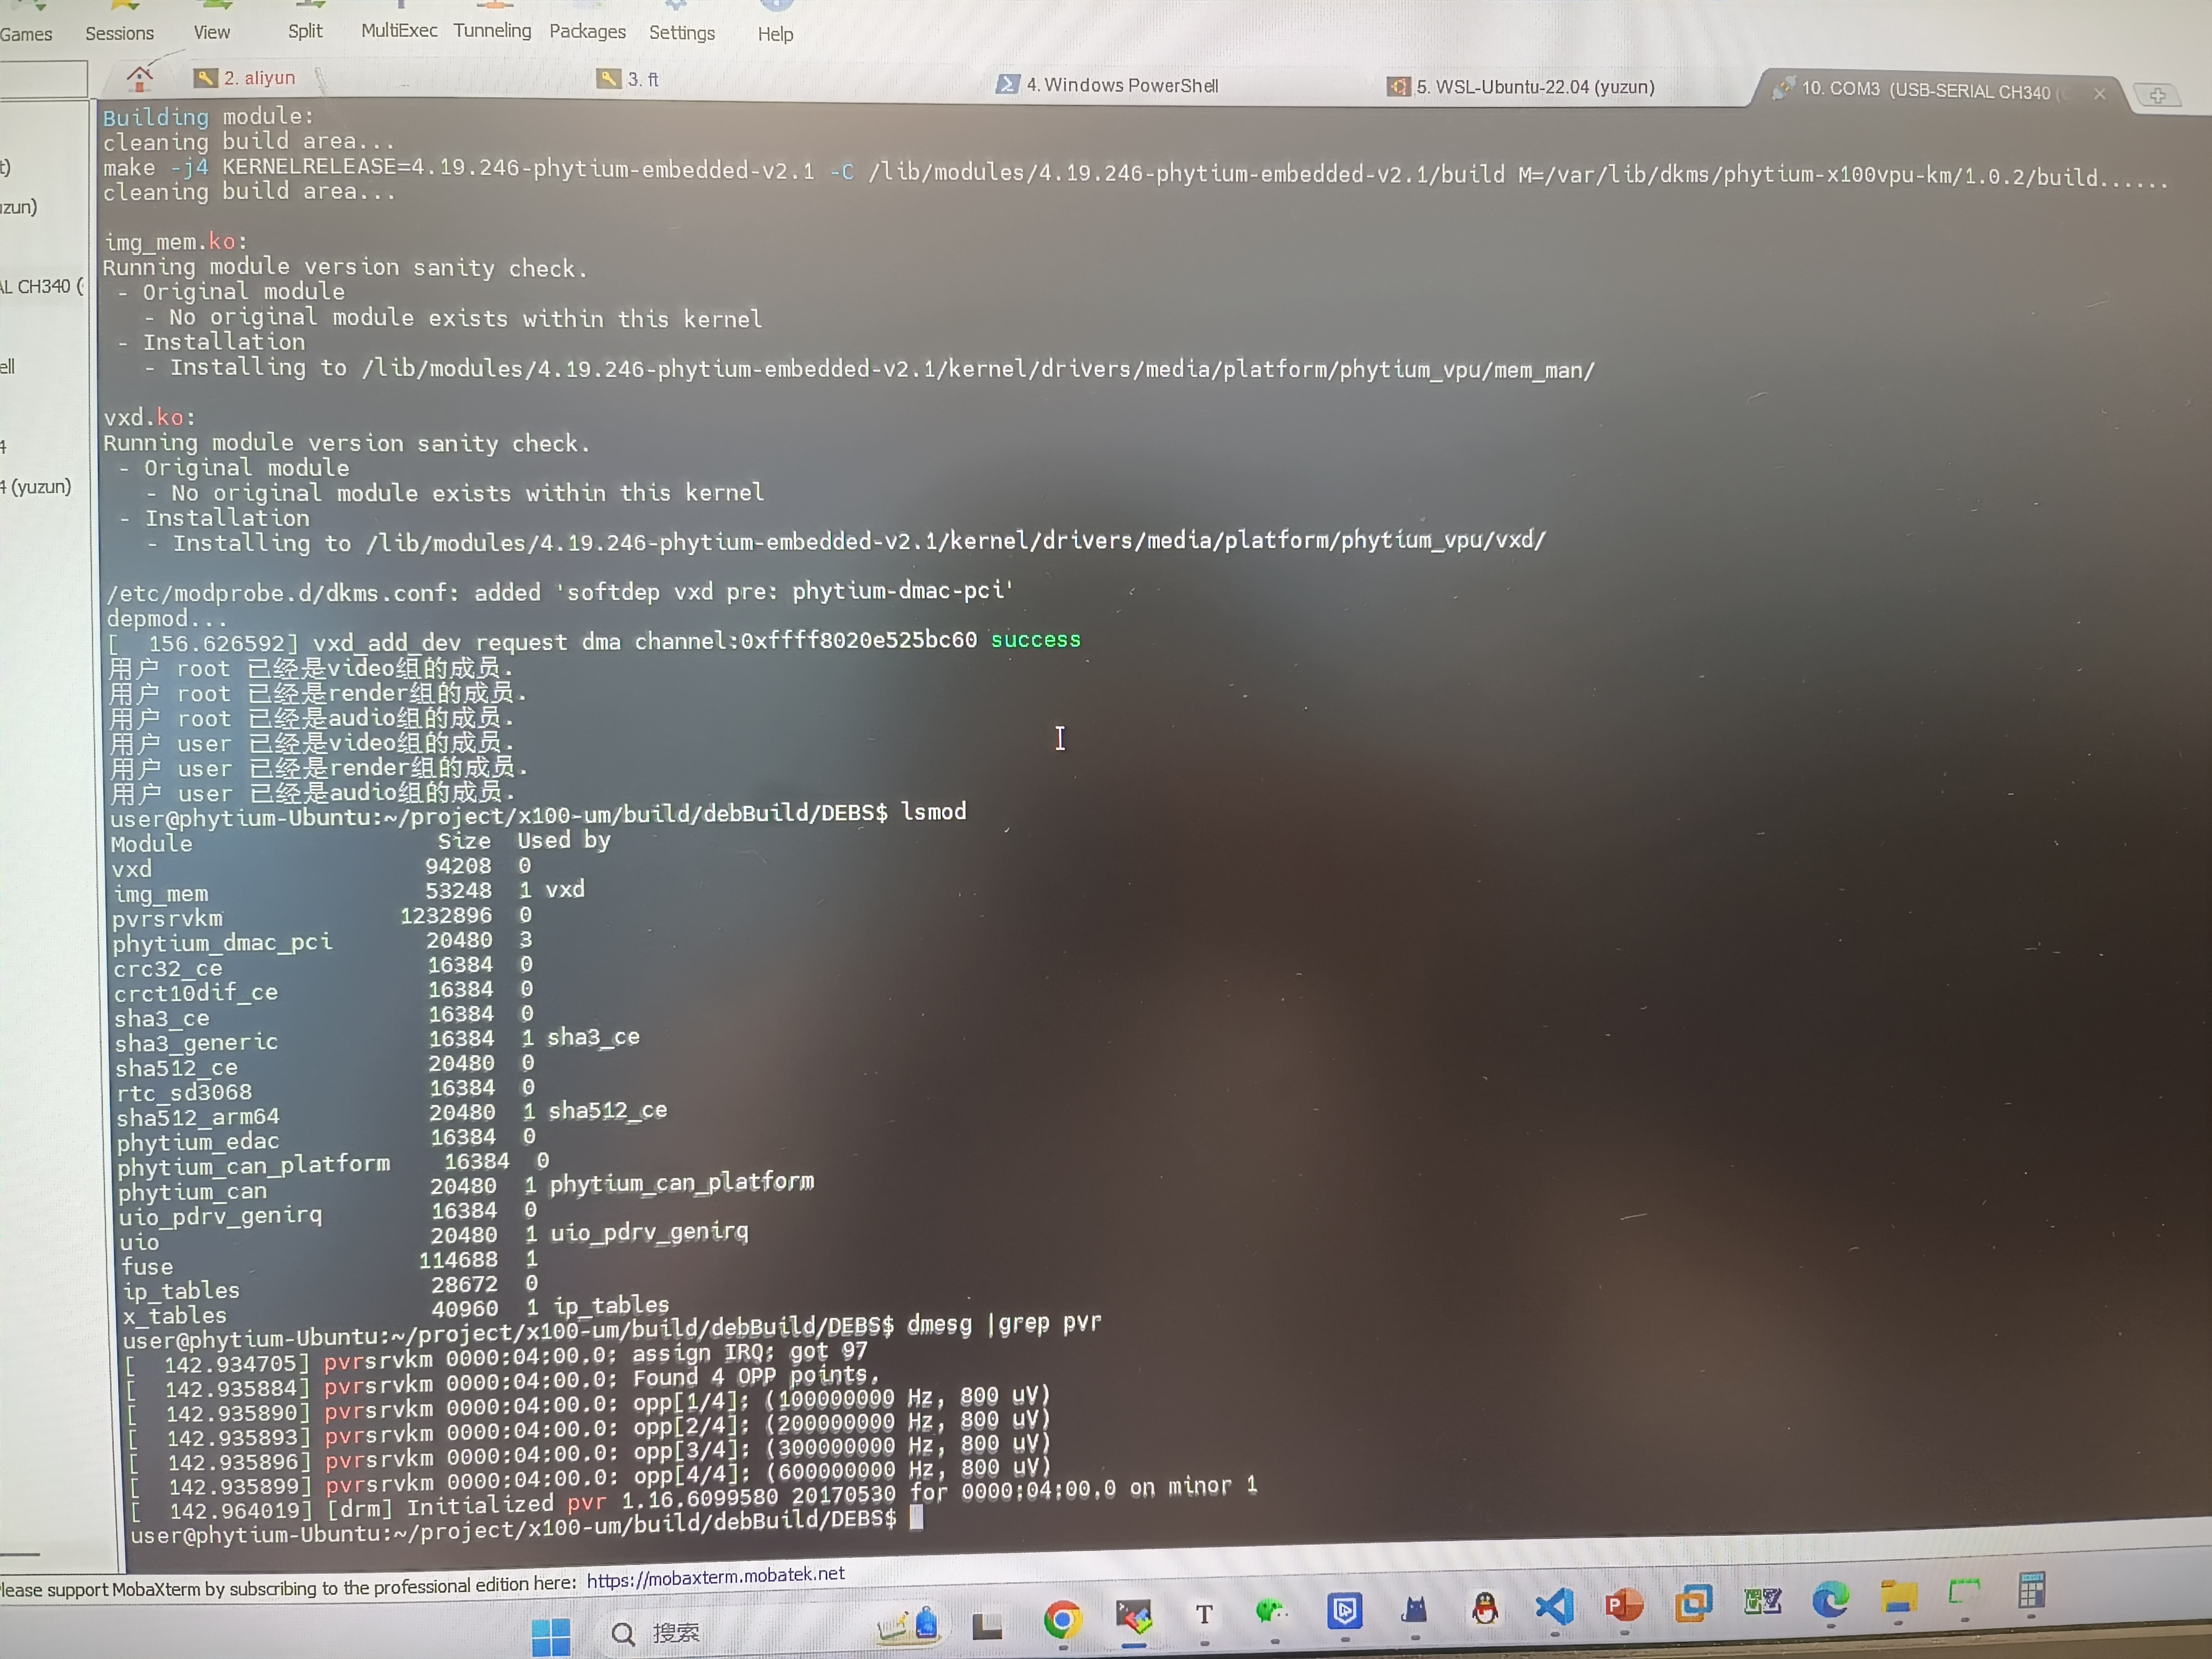 Games Sessions View Split MultiExec Tunneling Packages Settings Help
2. aliyun 3. ft 4. Windows PowerShell 5. WSL-Ubuntu-22.04 (yuzun) 10. COM3 (USB-SERIAL CH340 (
Building module:
cleaning build area...
make -j4 KERNELRELEASE=4.19.246-phytium-embedded-v2.1 -C /lib/modules/4.19.246-phytium-embedded-v2.1/build M=/var/lib/dkms/phytium-x100vpu-km/1.0.2/build......
cleaning build area...
img_mem.ko:
Running module version sanity check.
- Original module
- No original module exists within this kernel
- Installation
- Installing to /lib/modules/4.19.246-phytium-embedded-v2.1/kernel/drivers/media/platform/phytium_vpu/mem_man/
vxd.ko:
Running module version sanity check.
- Original module
- No original module exists within this kernel
- Installation
- Installing to /lib/modules/4.19.246-phytium-embedded-v2.1/kernel/drivers/media/platform/phytium_vpu/vxd/
/etc/modprobe.d/dkms.conf: added 'softdep vxd pre: phytium-dmac-pci'
depmod...
[ 156.626592] vxd_add_dev request dma channel:0xffff8020e525bc60 success
用户 root 已经是video组的成员.
用户 root 已经是render组的成员.
用户 root 已经是audio组的成员.
用户 user 已经是video组的成员.
用户 user 已经是render组的成员.
用户 user 已经是audio组的成员.
user@phytium-Ubuntu:~/project/x100-um/build/debBuild/DEBS$ lsmod
Module Size Used by
vxd 94208 0
img_mem 53248 1 vxd
pvrsrvkm 1232896 0
phytium_dmac_pci 20480 3
crc32_ce 16384 0
crct10dif_ce 16384 0
sha3_ce 16384 0
sha3_generic 16384 1 sha3_ce
sha512_ce 20480 0
rtc_sd3068 16384 0
sha512_arm64 20480 1 sha512_ce
phytium_edac 16384 0
phytium_can_platform 16384 0
phytium_can 20480 1 phytium_can_platform
uio_pdrv_genirq 16384 0
uio 20480 1 uio_pdrv_genirq
fuse 114688 1
ip_tables 28672 0
x_tables 40960 1 ip_tables
user@phytium-Ubuntu:~/project/x100-um/build/debBuild/DEBS$ dmesg |grep pvr
[ 142.934705] pvrsrvkm 0000:04:00.0: assign IRQ: got 97
[ 142.935884] pvrsrvkm 0000:04:00.0: Found 4 OPP points.
[ 142.935890] pvrsrvkm 0000:04:00.0: opp[1/4]: (100000000 Hz, 800 uV)
[ 142.935893] pvrsrvkm 0000:04:00.0: opp[2/4]: (200000000 Hz, 800 uV)
[ 142.935896] pvrsrvkm 0000:04:00.0: opp[3/4]: (300000000 Hz, 800 uV)
[ 142.935899] pvrsrvkm 0000:04:00.0: opp[4/4]: (600000000 Hz, 800 uV)
[ 142.964019] [drm] Initialized pvr 1.16.6099580 20170530 for 0000:04:00.0 on minor 1
user@phytium-Ubuntu:~/project/x100-um/build/debBuild/DEBS$
t)
zun)
AL CH340 (
ell
4
4 (yuzun)
lease support MobaXterm by subscribing to the professional edition here: https://mobaxterm.mobatek.net
搜索